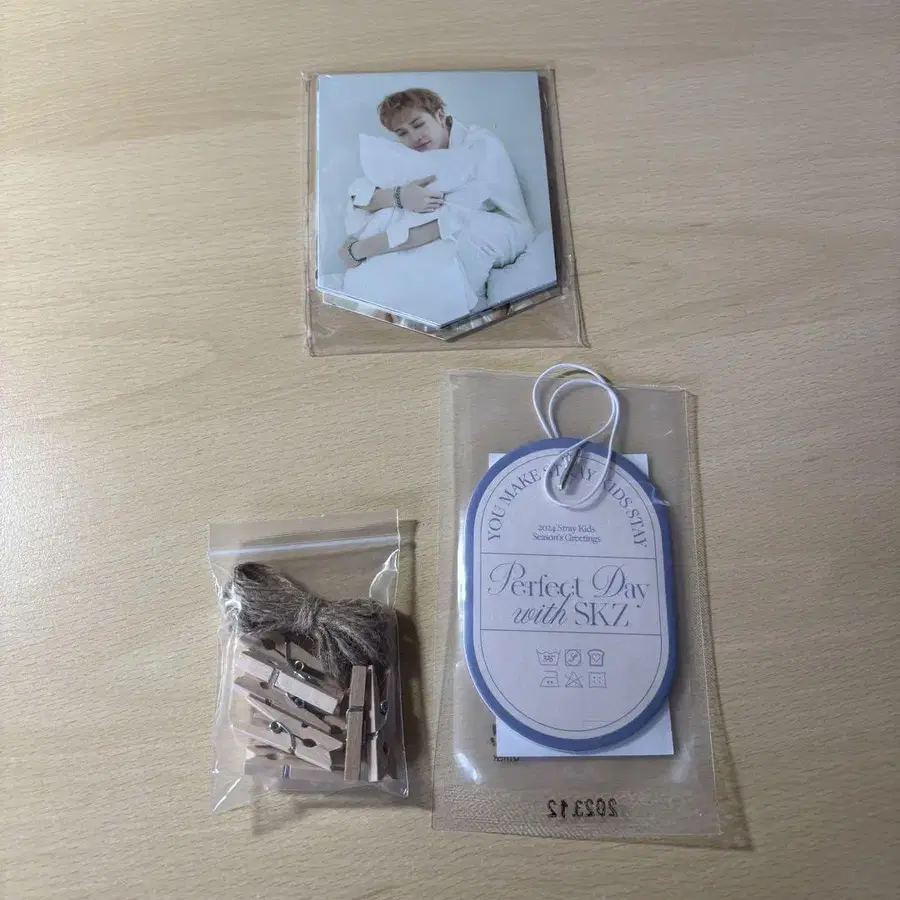 YOU MAKE STRAY KIDS STAY
2024 Stray Kids
Season's Greetings
Perfect Day
with SKZ
2023.12